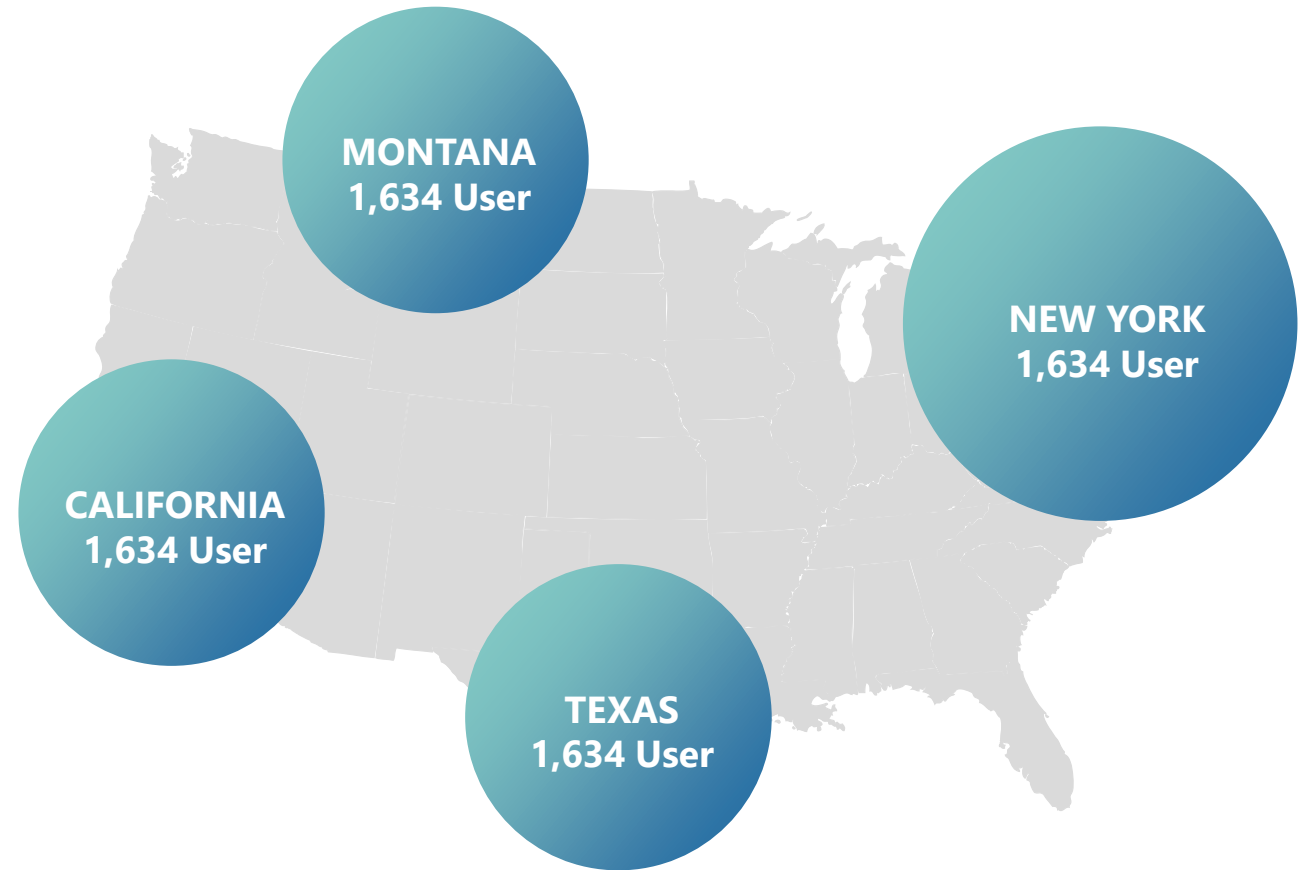 MONTANA
1,634 User
NEW YORK
1,634 User
CALIFORNIA
1,634 User
TEXAS
1,634 User